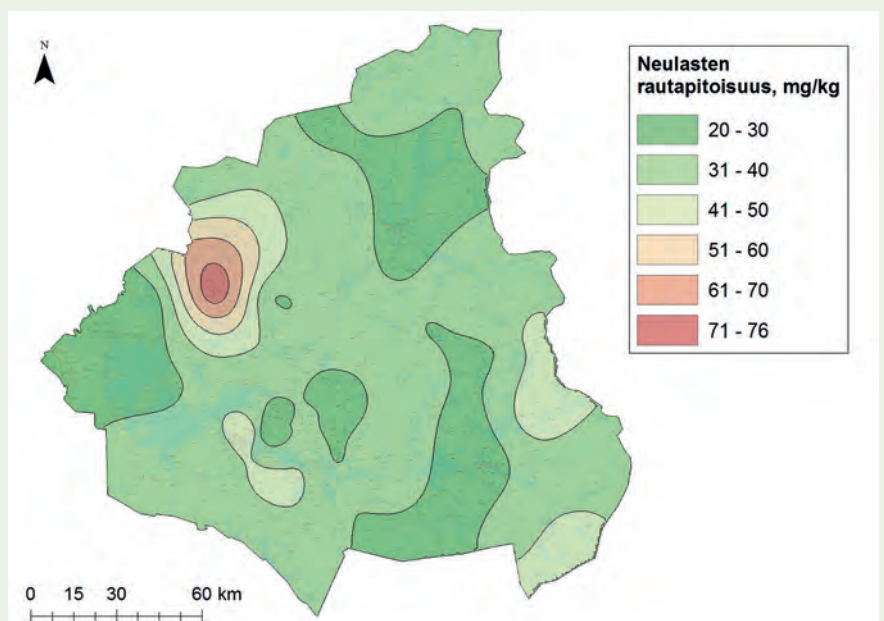 N
Neulasten
rautapitoisuus, mg/kg
20 - 30
31 - 40
41 - 50
51 - 60
61 - 70
71 - 76
0 15 30 60 km